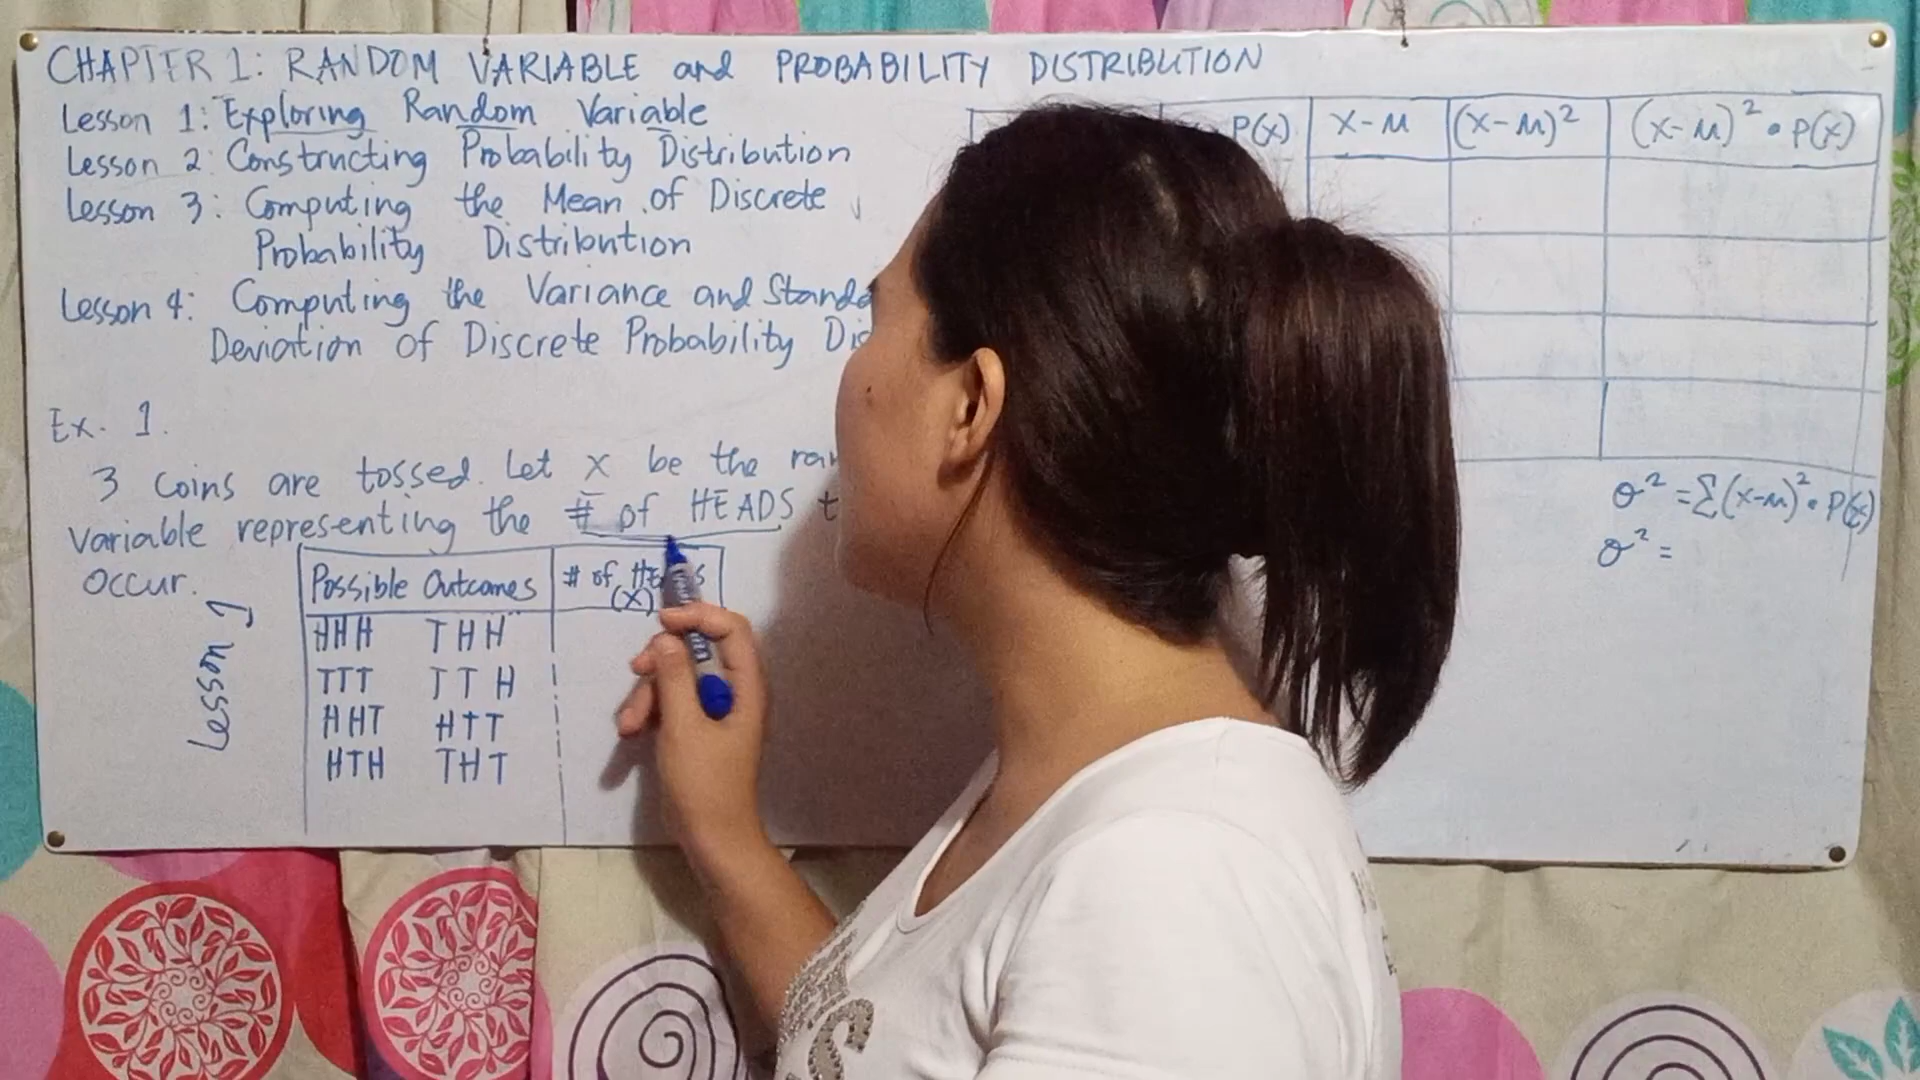 CHAPTER 1: RANDOM VARIABLE and PROBABILITY DISTRIBUTION
Lesson 1: Exploring Random Variable
Lesson 2: Constructing Probability Distribution
Lesson 3: Computing the Mean of Discrete
Probability Distribution
Lesson 4: Computing the Variance and
Deviation of Discrete Probability
Ex. 1.
3 coins are tossed. Let X be the
variable representing the # of HEADS
occur.
Lesson 1
Possible Outcomes # of HEADS
(X)
HHH THH
TTT TTH
HHT HTT
HTH THT
P(x) X-μ (X-μ)² (X-μ)²•P(x)
σ²=Σ(x-μ)²•P(x)
σ²=